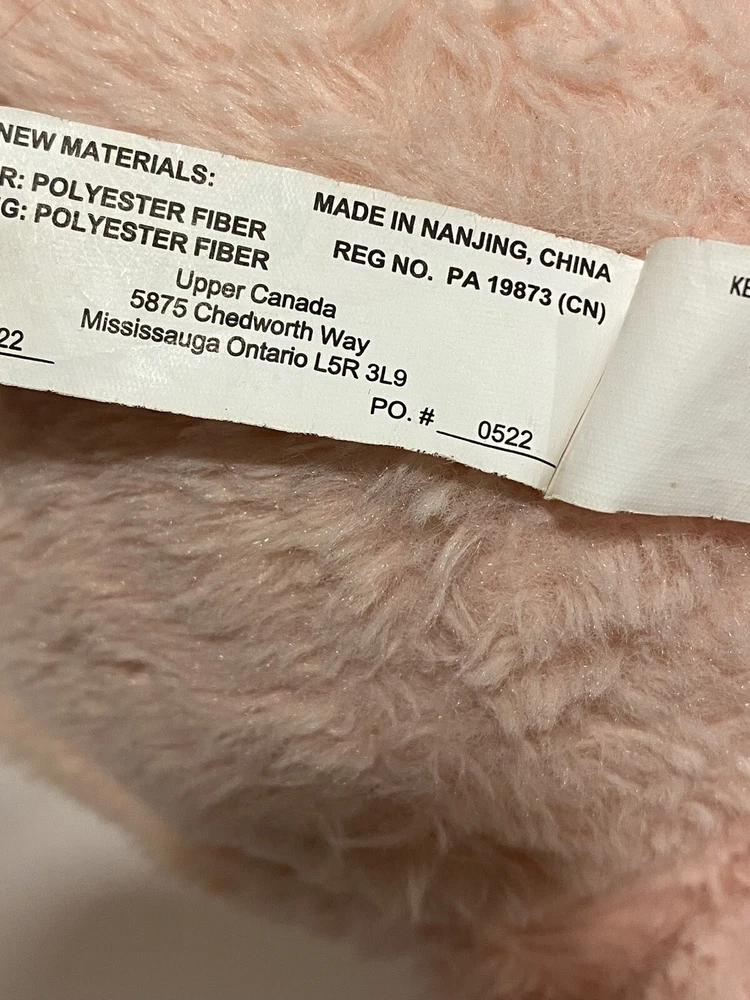 NEW MATERIALS:
R: POLYESTER FIBER
G: POLYESTER FIBER
MADE IN NANJING, CHINA
REG NO. PA 19873 (CN)
Upper Canada
5875 Chedworth Way
Mississauga Ontario L5R 3L9
22
PO. # 0522
KE